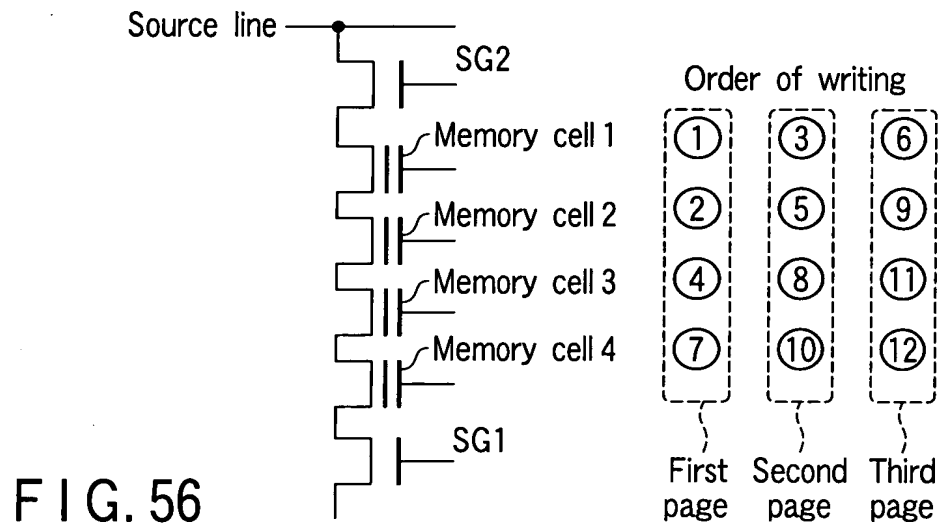 Source line
SG2
Order of writing
Memory cell 1
① ③ ⑥
Memory cell 2
② ⑤ ⑨
Memory cell 3
④ ⑧ ⑪
Memory cell 4
⑦ ⑩ ⑫
SG1
First page
Second page
Third page
FIG. 56